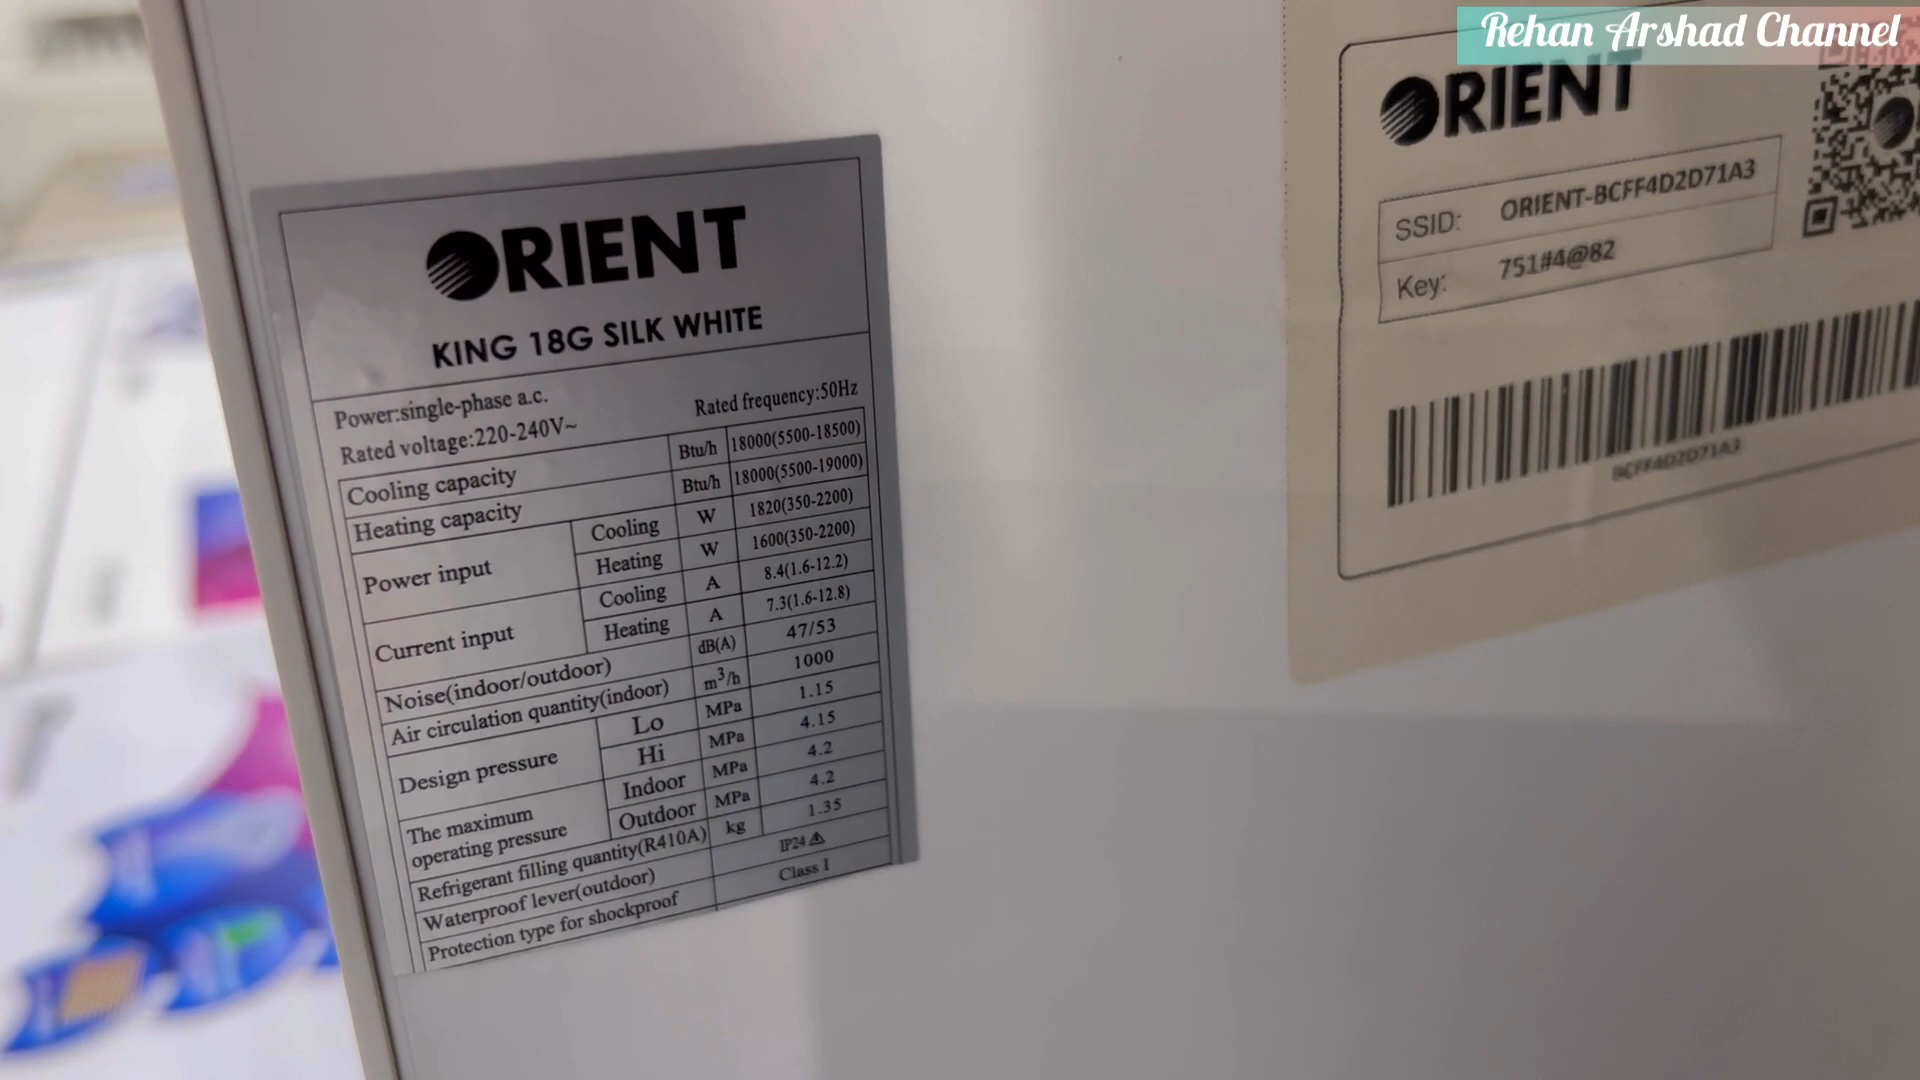 Rehan Arshad Channel
ORIENT
KING 18G SILK WHITE
Power:single-phase a.c.
Rated voltage:220-240V~ Rated frequency:50Hz
Cooling capacity Btu/h 18000(5500-18500)
Heating capacity Btu/h 18000(5500-19000)
Power input Cooling W 1820(350-2200)
Heating W 1600(350-2200)
Current input Cooling A 8.4(1.6-12.2)
Heating A 7.3(1.6-12.8)
Noise(indoor/outdoor) dB(A) 47/53
Air circulation quantity(indoor) m³/h 1000
Design pressure Lo MPa 1.15
Hi MPa 4.15
The maximum operating pressure Indoor MPa 4.2
Outdoor MPa 4.2
Refrigerant filling quantity(R410A) kg 1.35
Waterproof lever(outdoor) IP24
Protection type for shockproof Class I
ORIENT
SSID: ORIENT-BCFF4D2D71A3
Key: 751#4@82
BCFF4D2D71A3